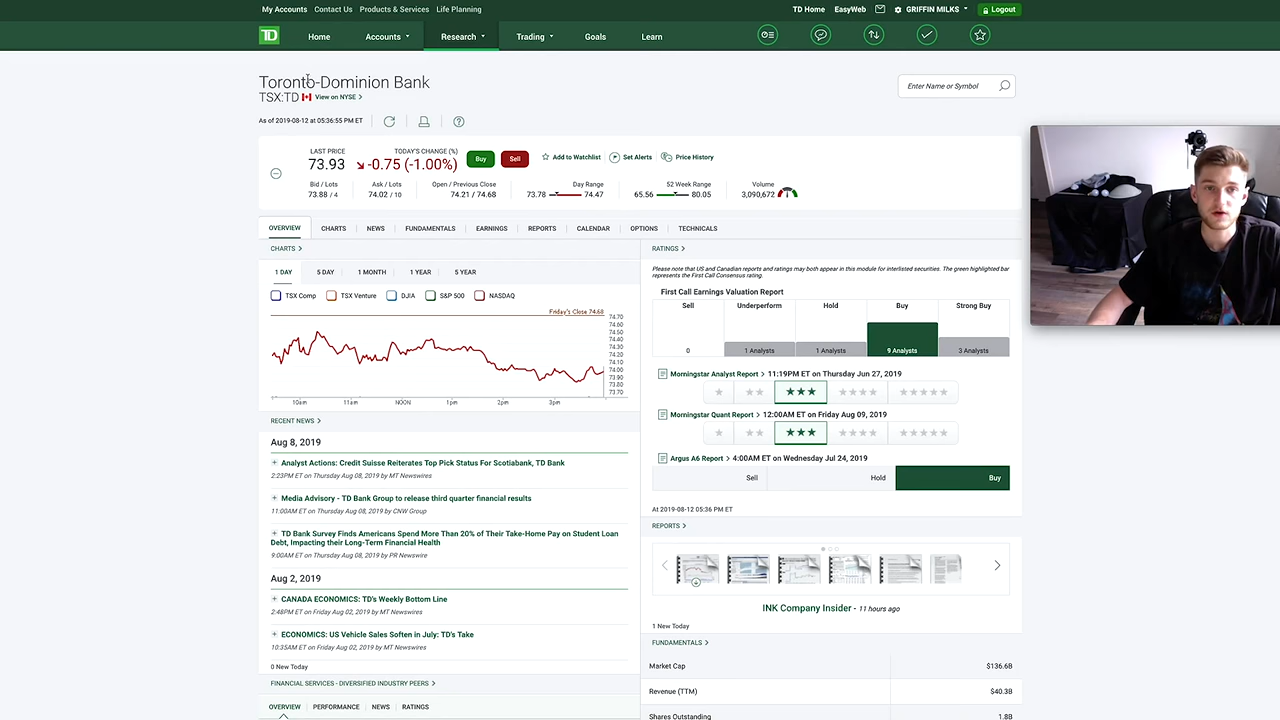 My Accounts Contact Us Products & Services Life Planning
TD Home EasyWeb GRIFFIN MILKS Logout
TD Home Accounts Research Trading Goals Learn
Toronto-Dominion Bank
TSX:TD View on NYSE >
Enter Name or Symbol
As of 2019-08-12 at 05:36:55 PM ET
LAST PRICE TODAY'S CHANGE (%)
73.93 -0.75 (-1.00%) Buy Sell Add to Watchlist Set Alerts Price History
Bid / Lots Ask / Lots Open / Previous Close Day Range 52 Week Range Volume
73.88 / 4 74.02 / 10 74.21 / 74.68 73.78 74.47 65.56 80.05 3,090,672
OVERVIEW CHARTS NEWS FUNDAMENTALS EARNINGS REPORTS CALENDAR OPTIONS TECHNICALS
CHARTS >
1 DAY 5 DAY 1 MONTH 1 YEAR 5 YEAR
TSX Comp TSX Venture DJIA S&P 500 NASDAQ
Friday's Close 74.68
74.70
74.60
74.50
74.40
74.30
74.20
74.10
74.00
73.90
73.80
73.70
10am 11am NOON 1pm 2pm 3pm
RECENT NEWS >
Aug 8, 2019
+ Analyst Actions: Credit Suisse Reiterates Top Pick Status For Scotiabank, TD Bank
2:23PM ET on Thursday Aug 08, 2019 by MT Newswires
+ Media Advisory - TD Bank Group to release third quarter financial results
11:00AM ET on Thursday Aug 08, 2019 by CNW Group
+ TD Bank Survey Finds Americans Spend More Than 20% of Their Take-Home Pay on Student Loan
Debt, Impacting their Long-Term Financial Health
9:00AM ET on Thursday Aug 08, 2019 by PR Newswire
Aug 2, 2019
+ CANADA ECONOMICS: TD's Weekly Bottom Line
2:48PM ET on Friday Aug 02, 2019 by MT Newswires
+ ECONOMICS: US Vehicle Sales Soften in July: TD's Take
10:35AM ET on Friday Aug 02, 2019 by MT Newswires
0 New Today
FINANCIAL SERVICES - DIVERSIFIED INDUSTRY PEERS >
OVERVIEW PERFORMANCE NEWS RATINGS
RATINGS >
Please note that US and Canadian reports and ratings may both appear in this module for interlisted securities. The green highlighted bar
represents the First Call Consensus rating.
First Call Earnings Valuation Report
Sell Underperform Hold Buy Strong Buy
0 1 Analysts 1 Analysts 9 Analysts 3 Analysts
Morningstar Analyst Report > 11:19PM ET on Thursday Jun 27, 2019
Morningstar Quant Report > 12:00AM ET on Friday Aug 09, 2019
Argus A6 Report > 4:00AM ET on Wednesday Jul 24, 2019
Sell Hold Buy
At 2019-08-12 05:36 PM ET
REPORTS >
INK Company Insider - 11 hours ago
1 New Today
FUNDAMENTALS >
Market Cap $136.6B
Revenue (TTM) $40.3B
Shares Outstanding 1.8B